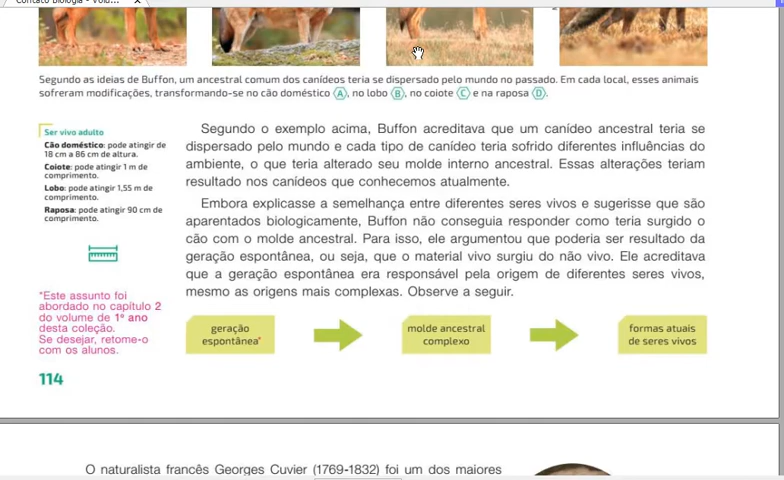 Contato Biologia - Volu... X
Segundo as ideias de Buffon, um ancestral comum dos canídeos teria se dispersado pelo mundo no passado. Em cada local, esses animais
sofreram modificações, transformando-se no cão doméstico A, no lobo B, no coiote C e na raposa D.
Ser vivo adulto
Cão doméstico: pode atingir de
18 cm a 86 cm de altura.
Coiote: pode atingir 1 m de
comprimento.
Lobo: pode atingir 1,55 m de
comprimento.
Raposa: pode atingir 90 cm de
comprimento.
*Este assunto foi
abordado no capítulo 2
do volume de 1º ano
desta coleção.
Se desejar, retome-o
com os alunos.
114
Segundo o exemplo acima, Buffon acreditava que um canídeo ancestral teria se
dispersado pelo mundo e cada tipo de canídeo teria sofrido diferentes influências do
ambiente, o que teria alterado seu molde interno ancestral. Essas alterações teriam
resultado nos canídeos que conhecemos atualmente.
Embora explicasse a semelhança entre diferentes seres vivos e sugerisse que são
aparentados biologicamente, Buffon não conseguia responder como teria surgido o
cão com o molde ancestral. Para isso, ele argumentou que poderia ser resultado da
geração espontânea, ou seja, que o material vivo surgiu do não vivo. Ele acreditava
que a geração espontânea era responsável pela origem de diferentes seres vivos,
mesmo as origens mais complexas. Observe a seguir.
geração
espontânea*
molde ancestral
complexo
formas atuais
de seres vivos
O naturalista francês Georges Cuvier (1769-1832) foi um dos maiores